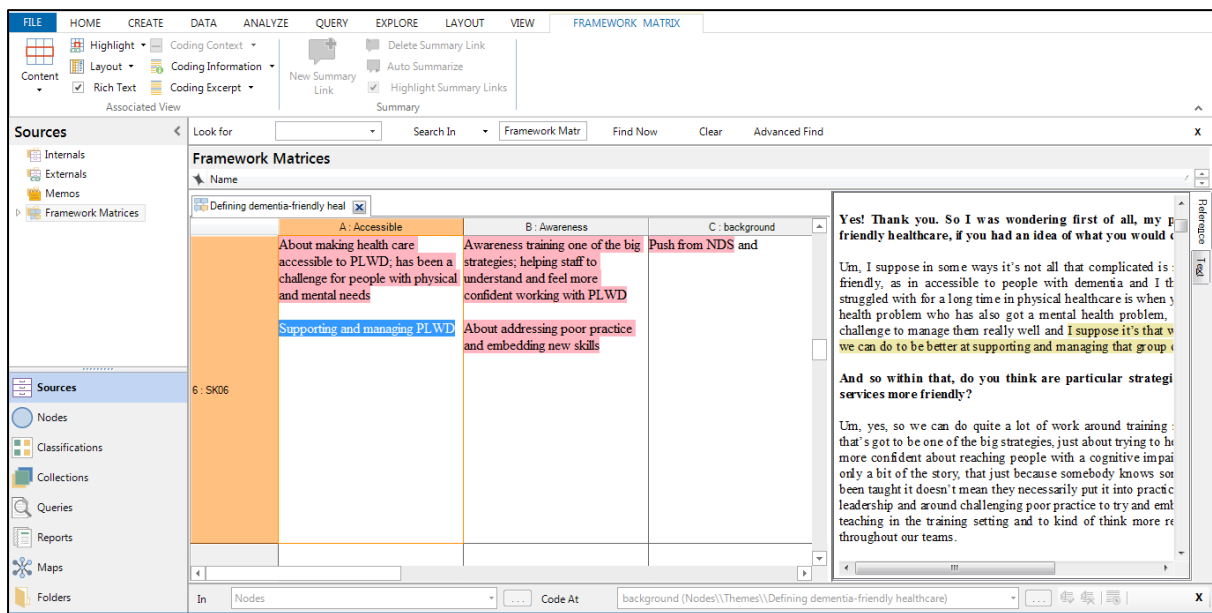 FILE HOME CREATE DATA ANALYZE QUERY EXPLORE LAYOUT VIEW FRAMEWORK MATRIX
Content
Highlight
Layout
Rich Text
Coding Context
Coding Information
Coding Excerpt
Associated View
New Summary Link
Delete Summary Link
Auto Summarize
Highlight Summary Links
Summary
Sources
Internals
Externals
Memos
Framework Matrices
Look for Search In Framework Matr Find Now Clear Advanced Find X
Framework Matrices
Name
Defining dementia-friendly heal
A : Accessible B : Awareness C : background
6 : SK06
About making health care
accessible to PLWD; has been a
challenge for people with physical
and mental needs
Supporting and managing PLWD
Awareness training one of the big
strategies; helping staff to
understand and feel more
confident working with PLWD
About addressing poor practice
and embedding new skills
Push from NDS and
Yes! Thank you. So I was wondering first of all, my p
friendly healthcare, if you had an idea of what you would
Um, I suppose in some ways it's not all that complicated is
friendly, as in accessible to people with dementia and I th
struggled with for a long time in physical healthcare is when
health problem who has also got a mental health problem,
challenge to manage them really well and I suppose it's that w
we can do to be better at supporting and managing that group
And so within that, do you think are particular strategi
services more friendly?
Um, yes, so we can do quite a lot of work around training
that's got to be one of the big strategies, just about trying to he
more confident about reaching people with a cognitive impai
only a bit of the story, that just because somebody knows som
been taught it doesn't mean they necessarily put it into practic
leadership and around challenging poor practice to try and emb
teaching in the training setting and to kind of think more re
throughout our teams.
Reference
Text
Sources
Nodes
Classifications
Collections
Queries
Reports
Maps
Folders
In Nodes ... Code At background (Nodes\\Themes\\Defining dementia-friendly healthcare) ... X